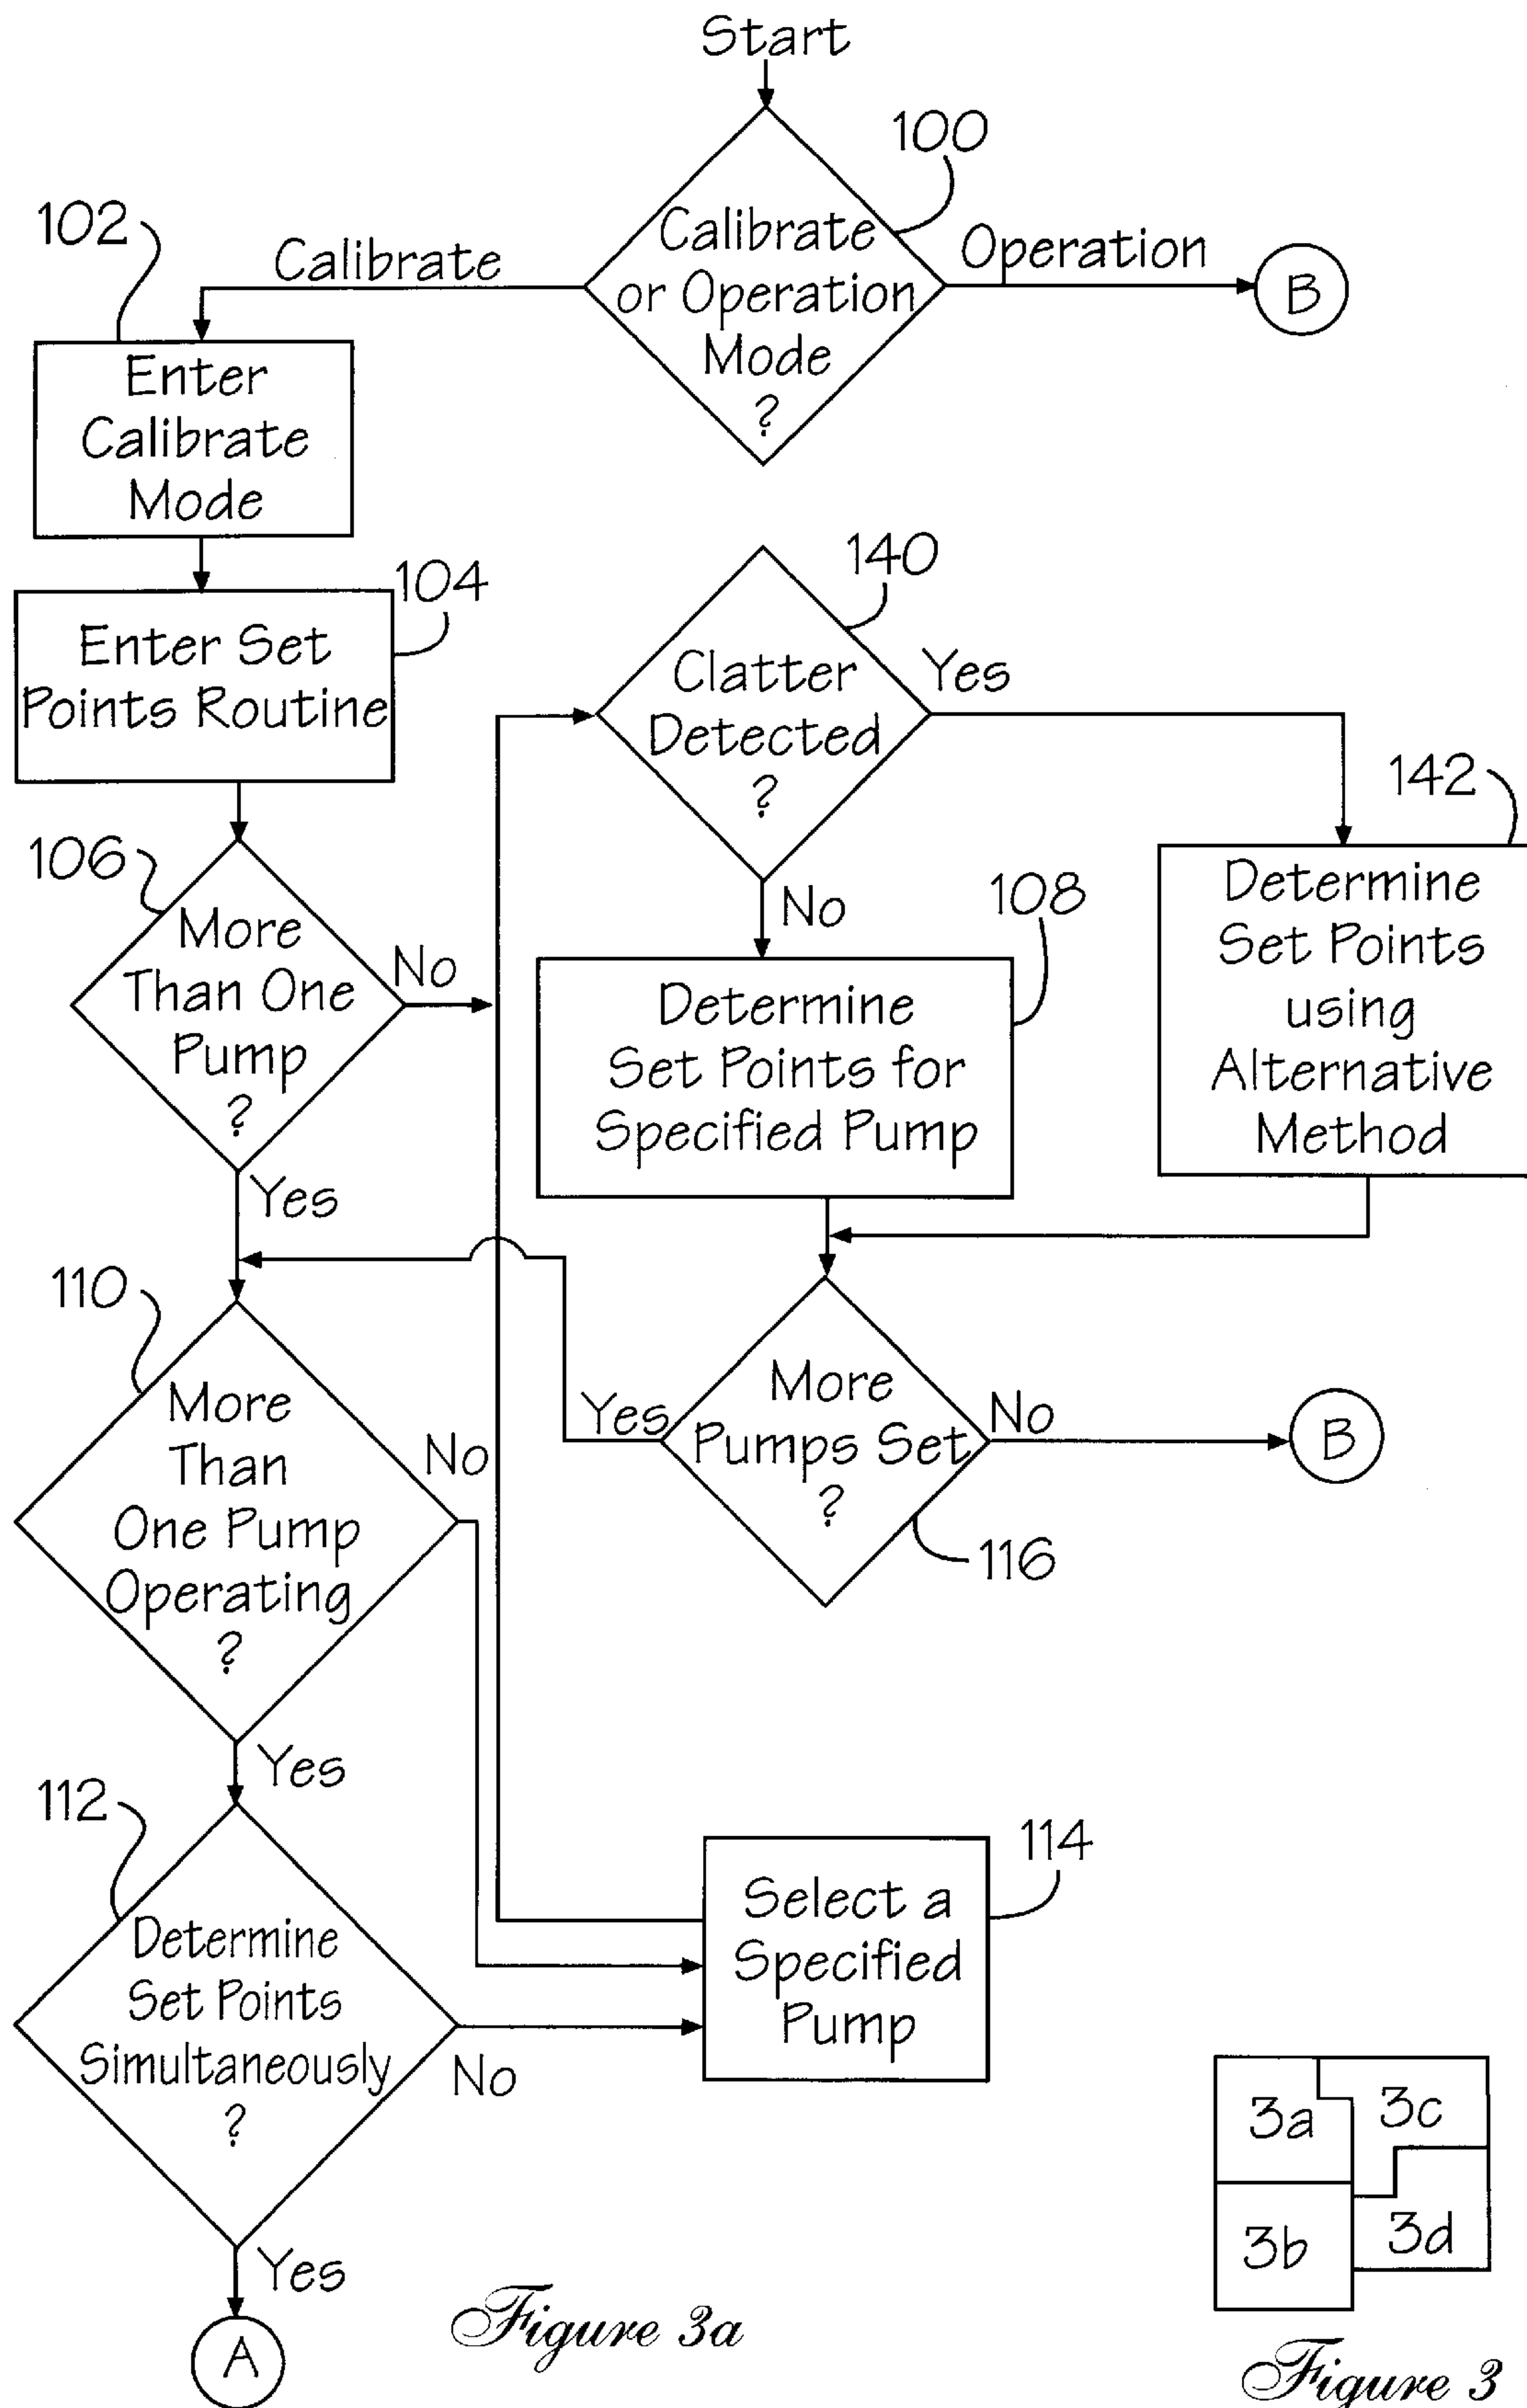 Start
100
Calibrate
or Operation
Mode
?
Calibrate
Operation
B
102
Enter
Calibrate
Mode
104
Enter Set
Points Routine
106
More
Than One
Pump
?
No
Yes
140
Clatter
Detected
?
Yes
No
142
Determine
Set Points
using
Alternative
Method
108
Determine
Set Points for
Specified Pump
110
More
Than
One Pump
Operating
?
No
Yes
More
Pumps Set
?
Yes
No
B
116
112
Determine
Set Points
Simultaneously
?
No
Yes
A
114
Select a
Specified
Pump
3a
3c
3b
3d
Figure 3a
Figure 3